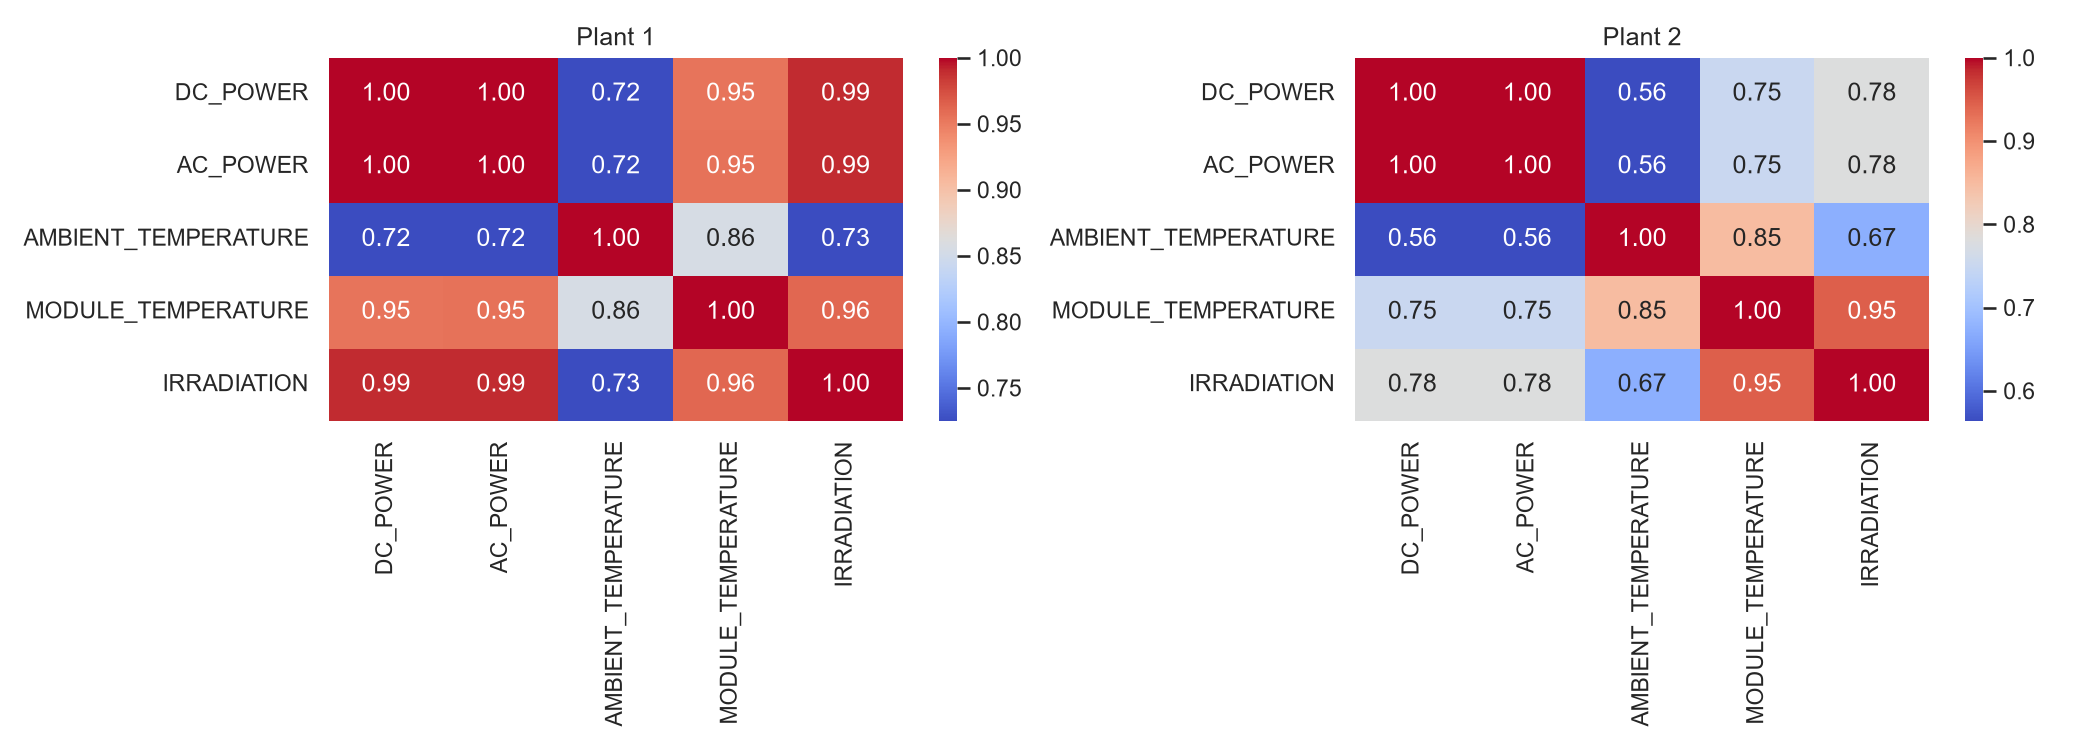 Plant 1
DC_POWER 1.00 1.00 0.72 0.95 0.99
AC_POWER 1.00 1.00 0.72 0.95 0.99
AMBIENT_TEMPERATURE 0.72 0.72 1.00 0.86 0.73
MODULE_TEMPERATURE 0.95 0.95 0.86 1.00 0.96
IRRADIATION 0.99 0.99 0.73 0.96 1.00
DC_POWER
AC_POWER
AMBIENT_TEMPERATURE
MODULE_TEMPERATURE
IRRADIATION
1.00
0.95
0.90
0.85
0.80
0.75
Plant 2
DC_POWER 1.00 1.00 0.56 0.75 0.78
AC_POWER 1.00 1.00 0.56 0.75 0.78
AMBIENT_TEMPERATURE 0.56 0.56 1.00 0.85 0.67
MODULE_TEMPERATURE 0.75 0.75 0.85 1.00 0.95
IRRADIATION 0.78 0.78 0.67 0.95 1.00
DC_POWER
AC_POWER
AMBIENT_TEMPERATURE
MODULE_TEMPERATURE
IRRADIATION
1.0
0.9
0.8
0.7
0.6